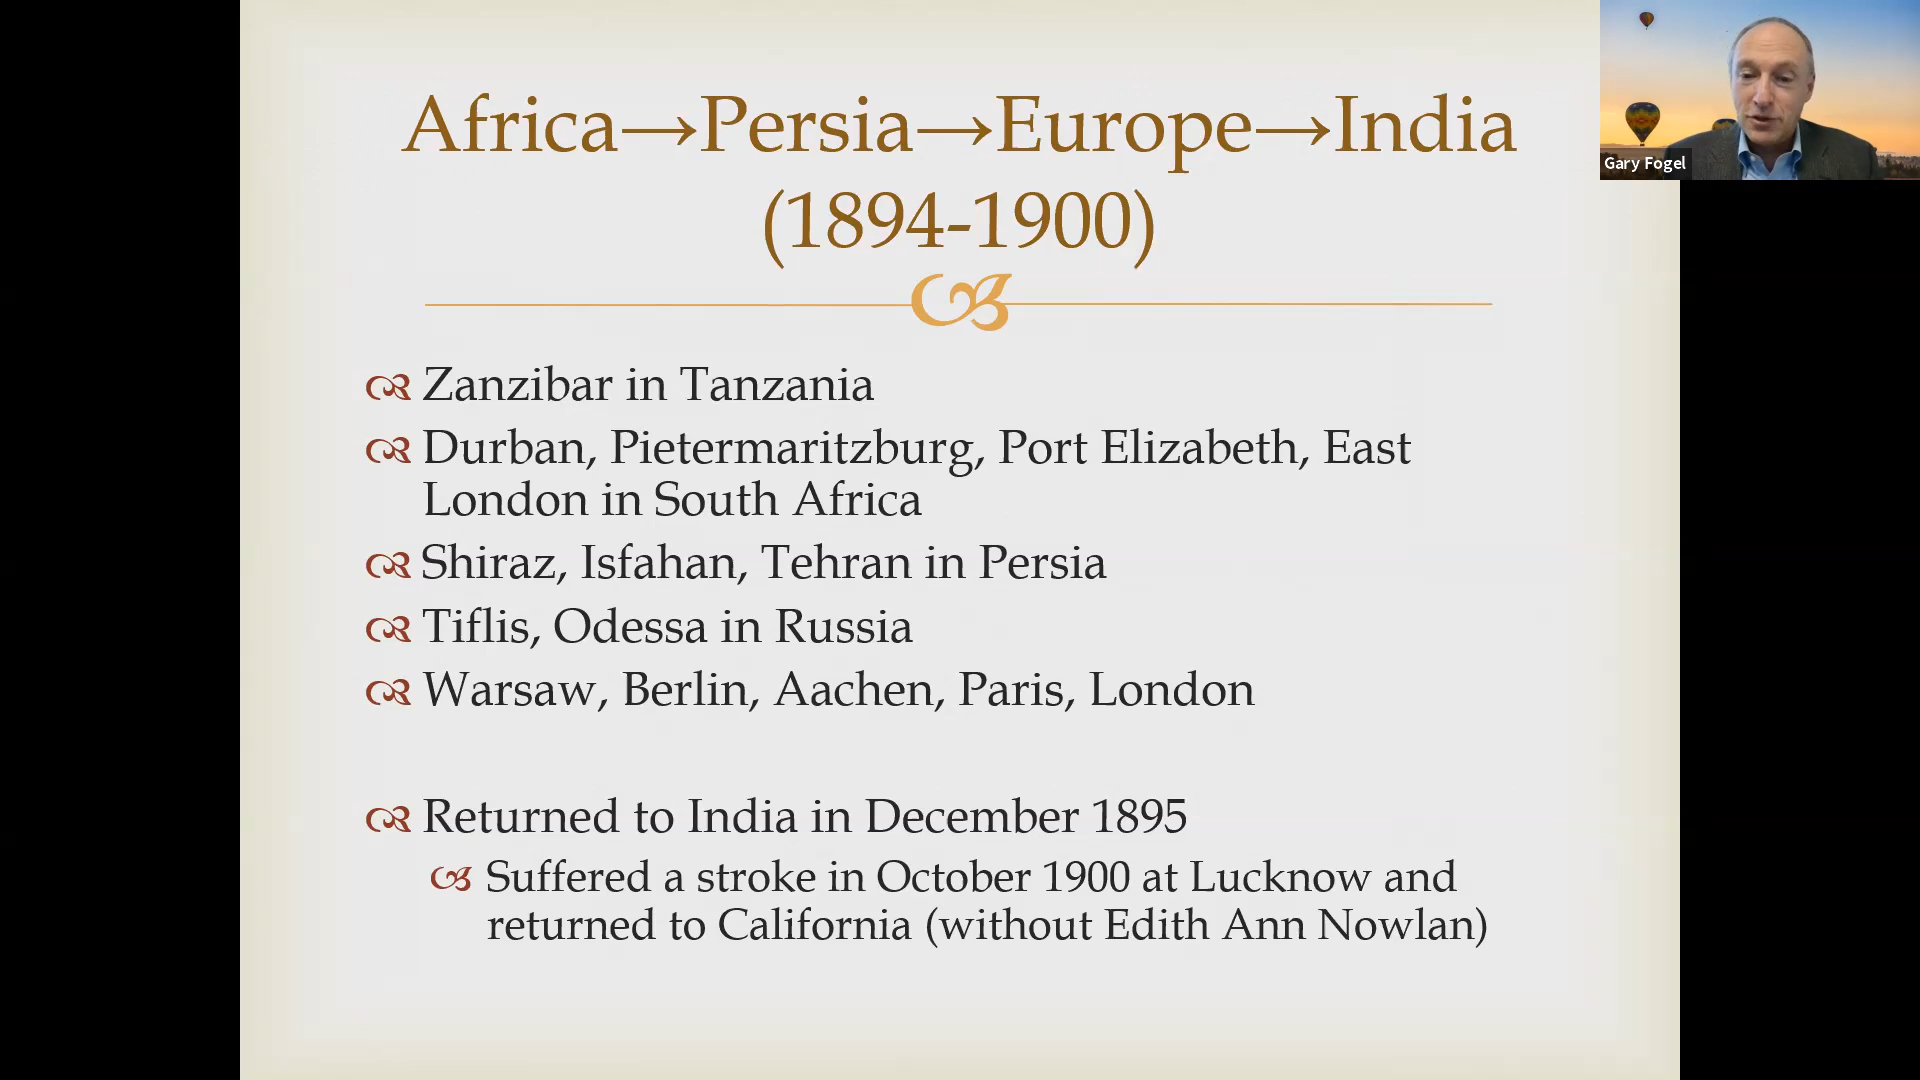 Africa→Persia→Europe→India
(1894-1900)
Zanzibar in Tanzania
Durban, Pietermaritzburg, Port Elizabeth, East
London in South Africa
Shiraz, Isfahan, Tehran in Persia
Tiflis, Odessa in Russia
Warsaw, Berlin, Aachen, Paris, London
Returned to India in December 1895
Suffered a stroke in October 1900 at Lucknow and
returned to California (without Edith Ann Nowlan)
Gary Fogel